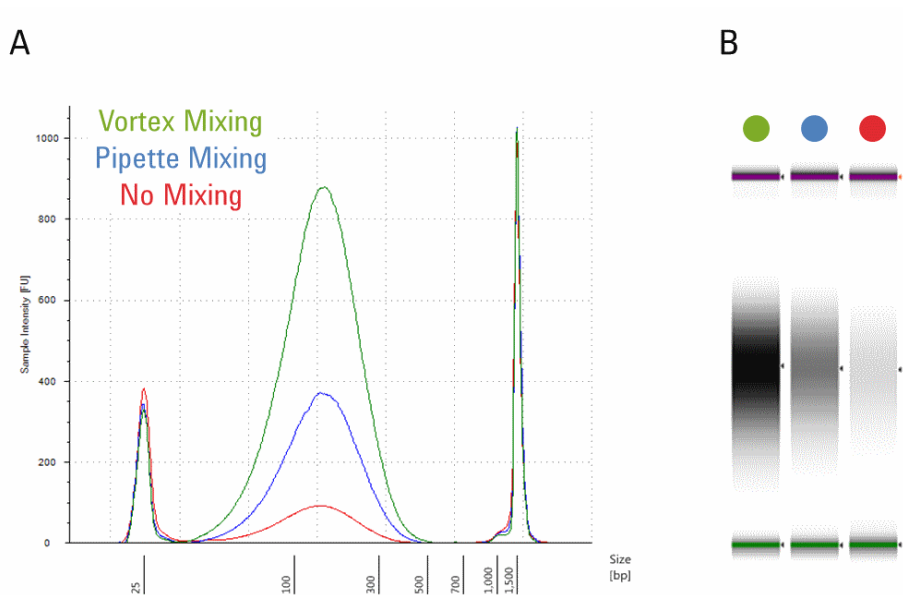 A
B
Vortex Mixing
Pipette Mixing
No Mixing
1000
800
600
400
200
0
Sample Intensity [FU]
25
100
300
500
700
1,000
1,500
Size
[bp]